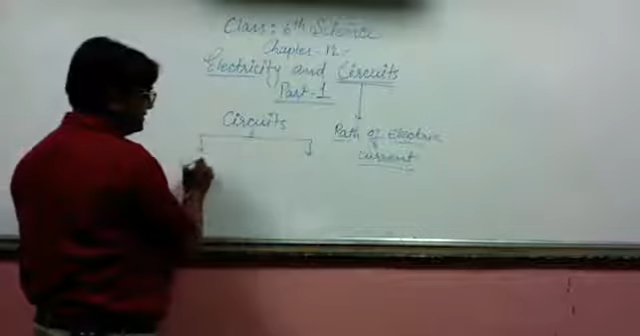 Class: 6th Science
Chapter-12-
Electricity and Circuits
Part-1
Circuits
Path of Electric
current